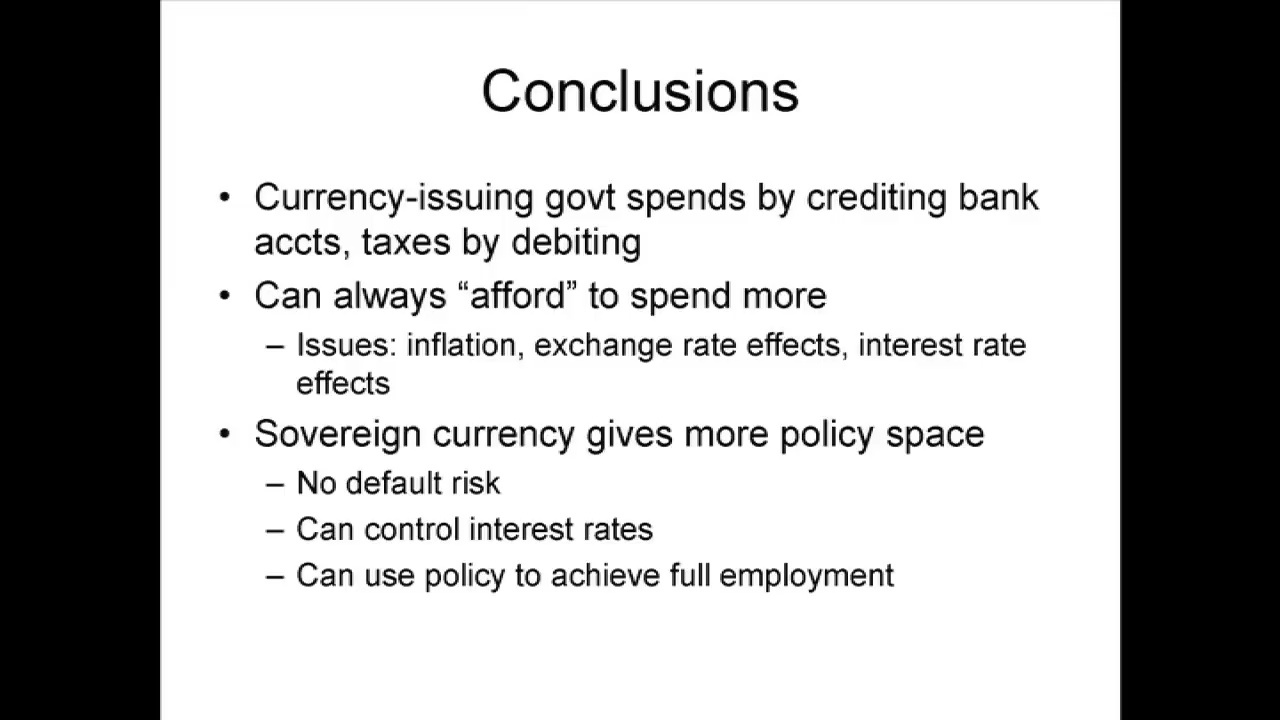 Conclusions
• Currency-issuing govt spends by crediting bank
accts, taxes by debiting
• Can always “afford” to spend more
– Issues: inflation, exchange rate effects, interest rate
effects
• Sovereign currency gives more policy space
– No default risk
– Can control interest rates
– Can use policy to achieve full employment